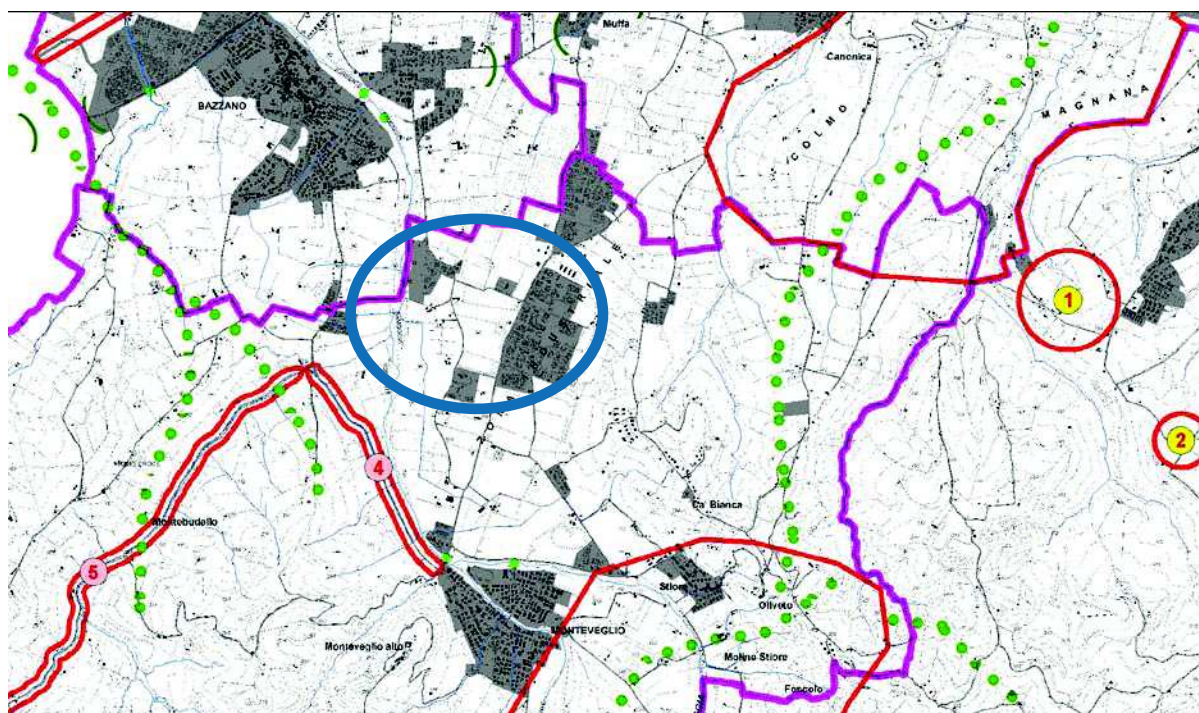 Muffa
Canonica
BAZZANO
MAGNANA
COLMO
1
4
2
Ca' Bianca
Montebudello
5
Stiore
Oliveto
MONTEVEGLIO
Monteveglio alto
Molino Stiore
Foscolo